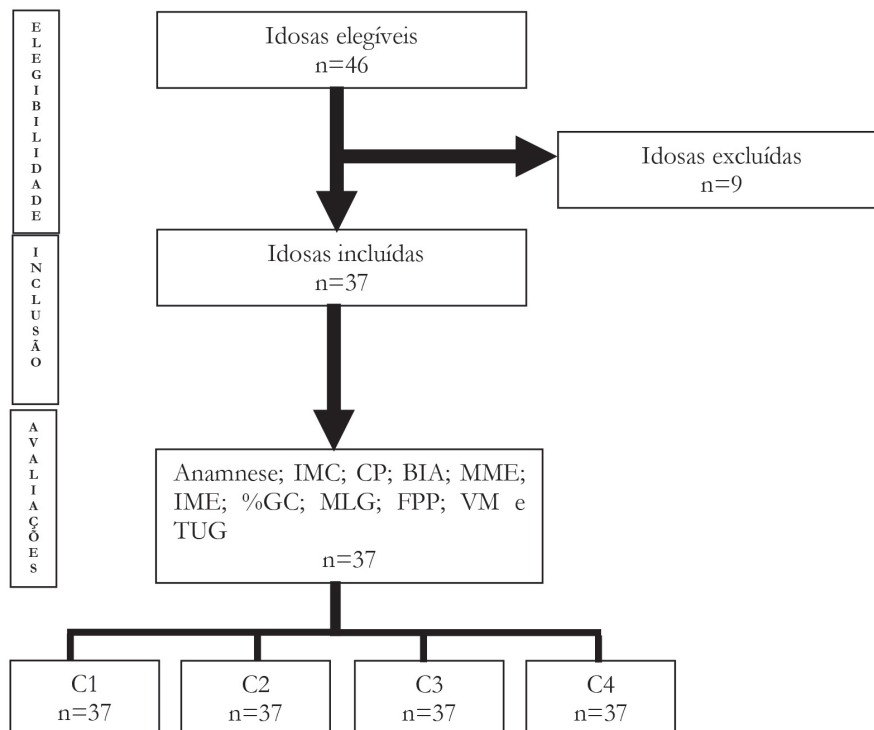 ELEGIBILIDADE
Idosas elegíveis
n=46
Idosas excluídas
n=9
INCLUSÃO
Idosas incluídas
n=37
AVALIAÇÕES
Anamnese; IMC; CP; BIA; MME;
IME; %GC; MLG; FPP; VM e
TUG
n=37
C1
n=37
C2
n=37
C3
n=37
C4
n=37